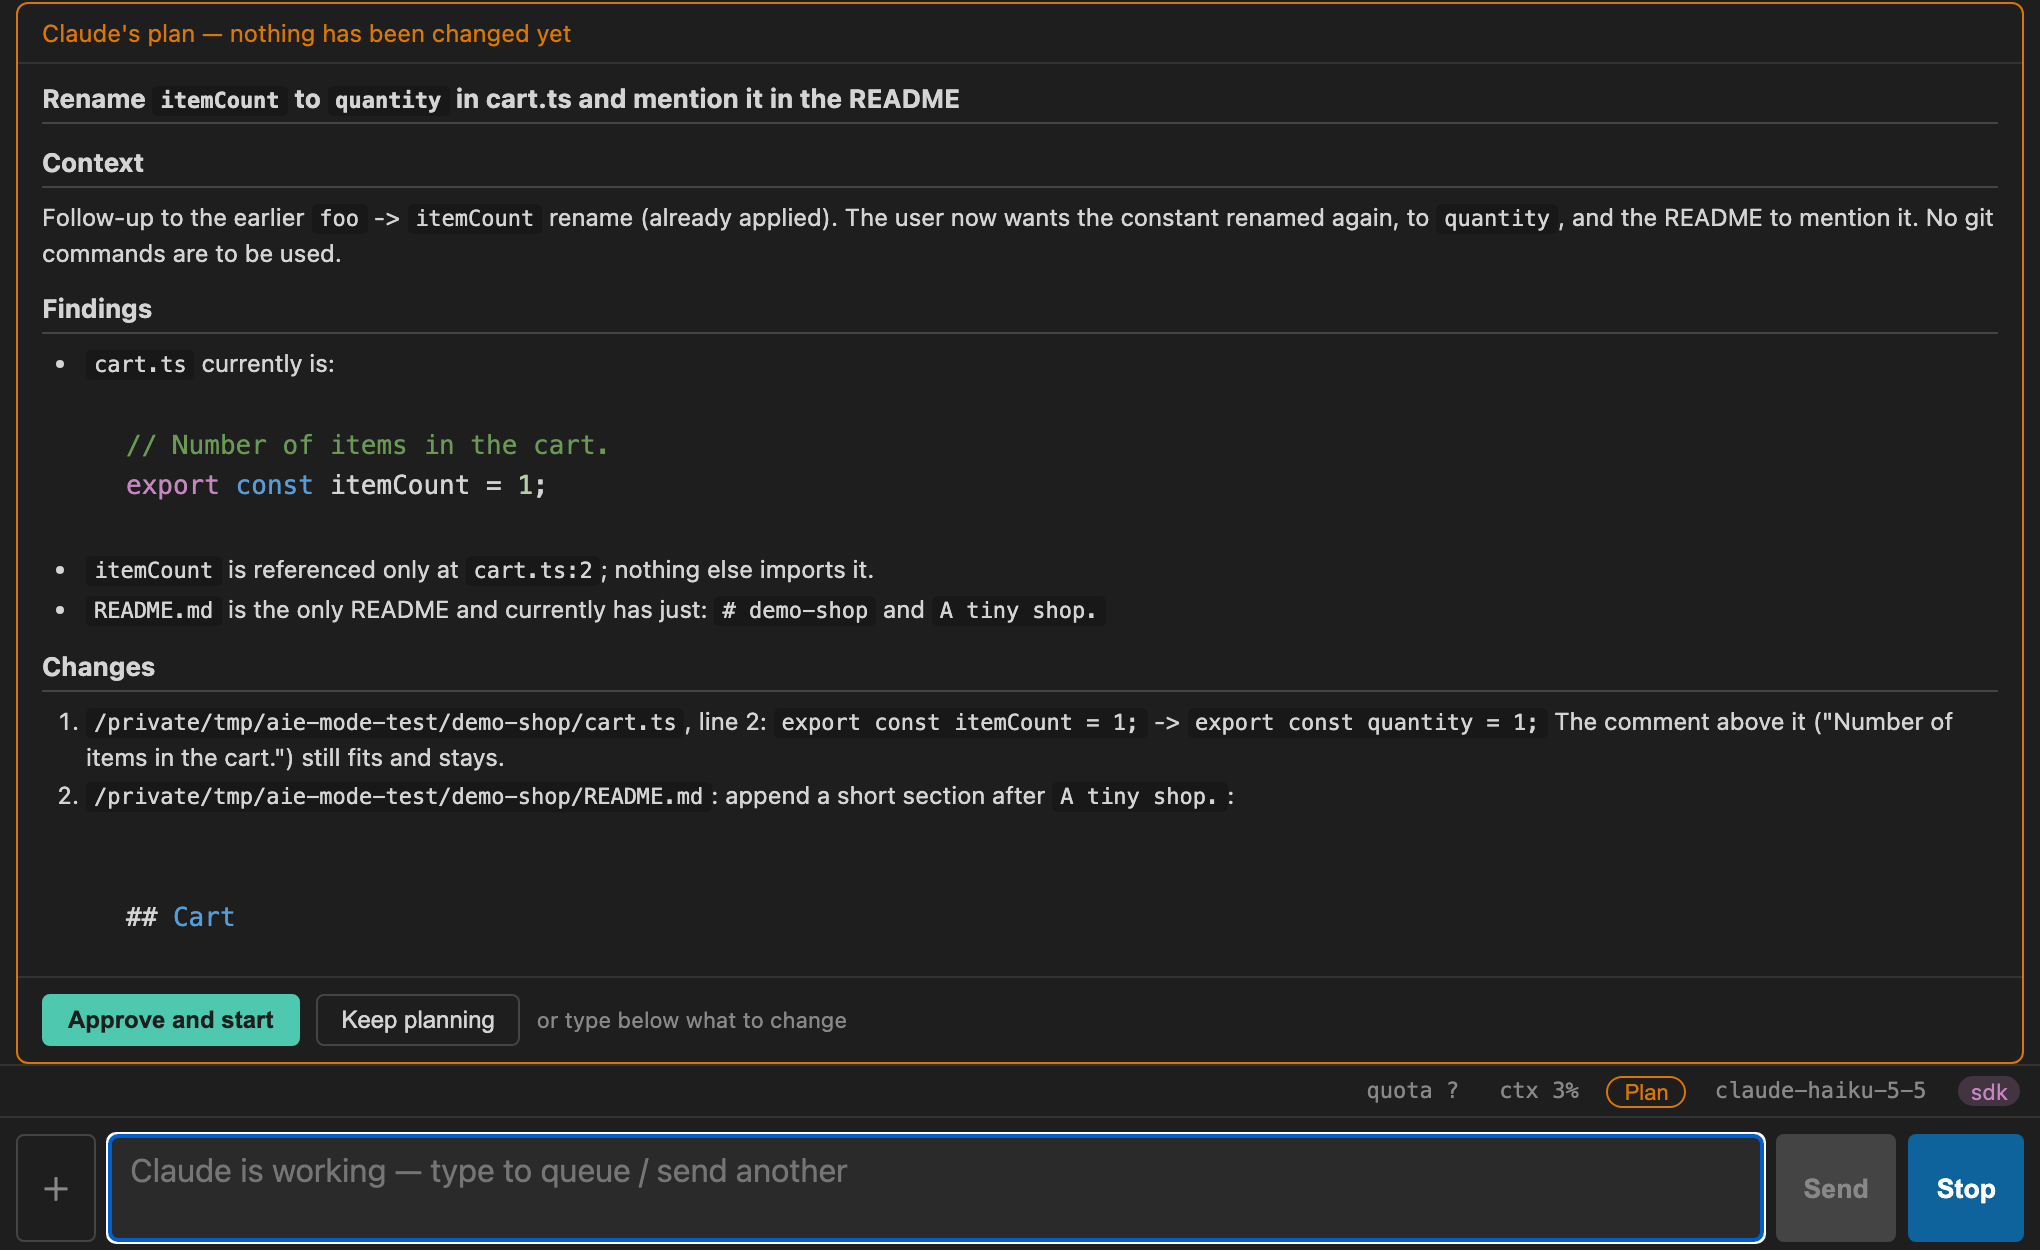 Claude's plan — nothing has been changed yet
Rename itemCount to quantity in cart.ts and mention it in the README
Context
Follow-up to the earlier foo -> itemCount rename (already applied). The user now wants the constant renamed again, to quantity, and the README to mention it. No git
commands are to be used.
Findings
• cart.ts currently is:
// Number of items in the cart.
export const itemCount = 1;
• itemCount is referenced only at cart.ts:2; nothing else imports it.
• README.md is the only README and currently has just: # demo-shop and A tiny shop.
Changes
1. /private/tmp/aie-mode-test/demo-shop/cart.ts, line 2: export const itemCount = 1; -> export const quantity = 1; The comment above it ("Number of
items in the cart.") still fits and stays.
2. /private/tmp/aie-mode-test/demo-shop/README.md: append a short section after A tiny shop.:
## Cart
Approve and start Keep planning or type below what to change
quota ? ctx 3% Plan claude-haiku-5-5 sdk
+ Claude is working — type to queue / send another Send Stop